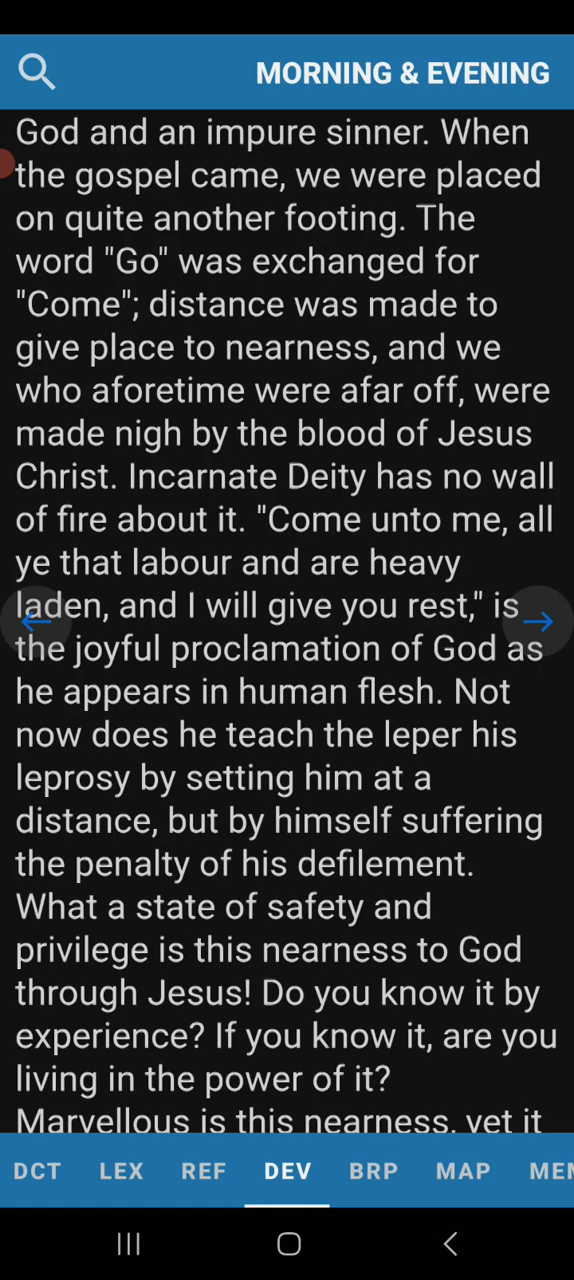 MORNING & EVENING
God and an impure sinner. When
the gospel came, we were placed
on quite another footing. The
word "Go" was exchanged for
"Come"; distance was made to
give place to nearness, and we
who aforetime were afar off, were
made nigh by the blood of Jesus
Christ. Incarnate Deity has no wall
of fire about it. "Come unto me, all
ye that labour and are heavy
laden, and I will give you rest," is
the joyful proclamation of God as
he appears in human flesh. Not
now does he teach the leper his
leprosy by setting him at a
distance, but by himself suffering
the penalty of his defilement.
What a state of safety and
privilege is this nearness to God
through Jesus! Do you know it by
experience? If you know it, are you
living in the power of it?
Marvellous is this nearness, yet it
DCT LEX REF DEV BRP MAP MEM